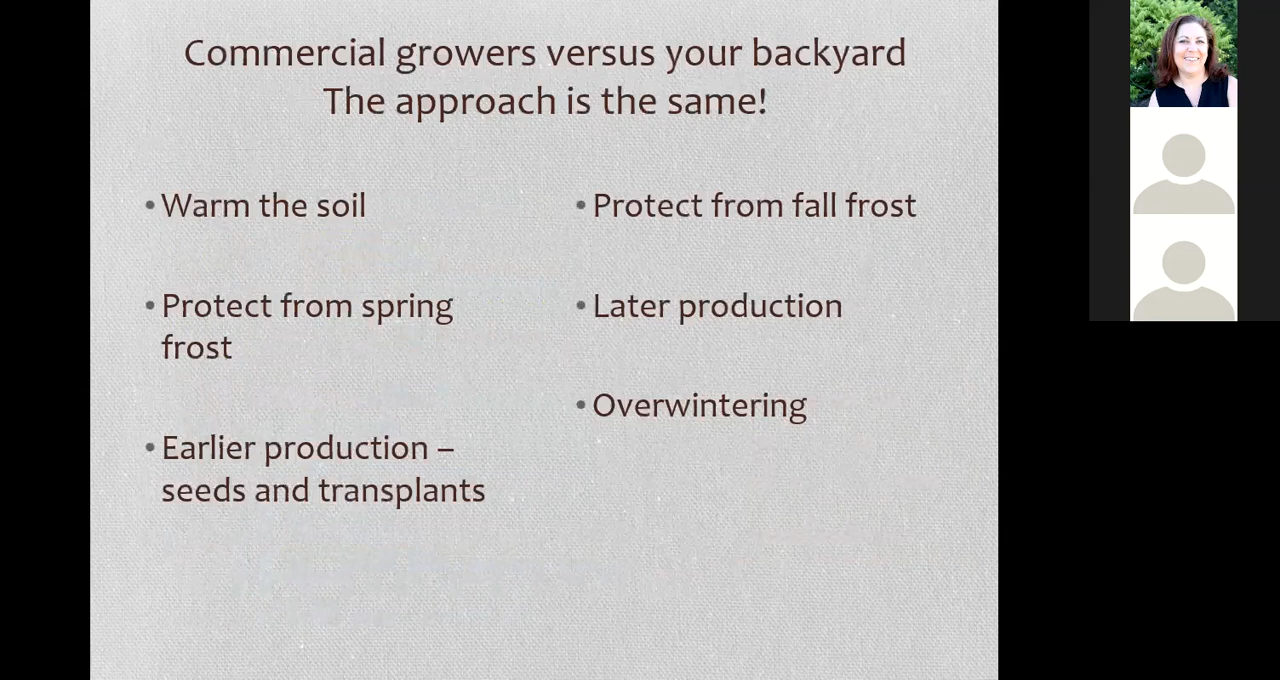 Commercial growers versus your backyard
The approach is the same!
• Warm the soil
• Protect from spring
frost
• Earlier production –
seeds and transplants
• Protect from fall frost
• Later production
• Overwintering